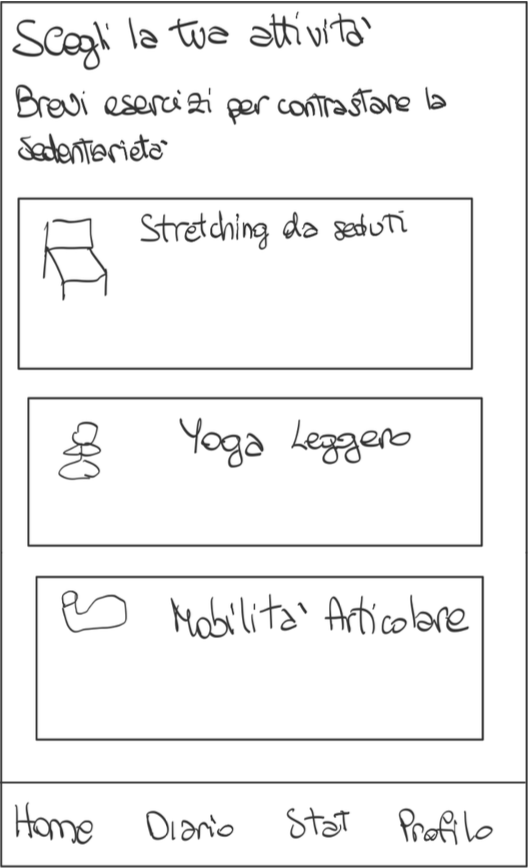 Scegli la tua attività
Brevi esercizi per contrastare la
sedentarietà
Stretching da seduti
Yoga Leggero
Mobilità Articolare
Home Diario Stat Profilo